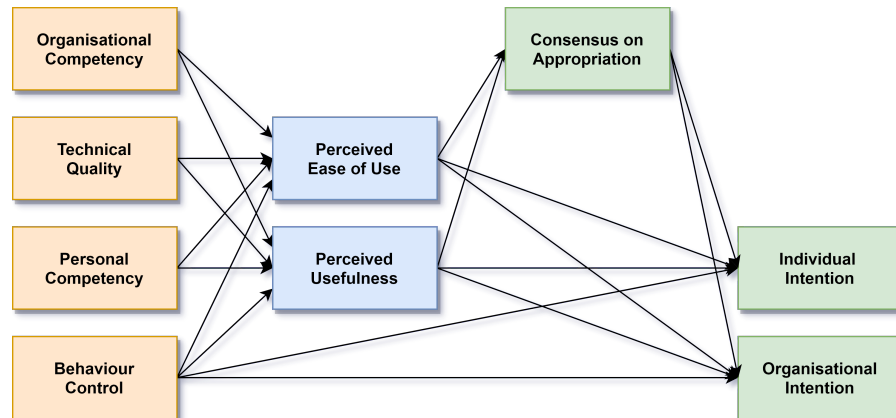 Organisational
Competency
Consensus on
Appropriation
Technical
Quality
Perceived
Ease of Use
Personal
Competency
Perceived
Usefulness
Individual
Intention
Behaviour
Control
Organisational
Intention